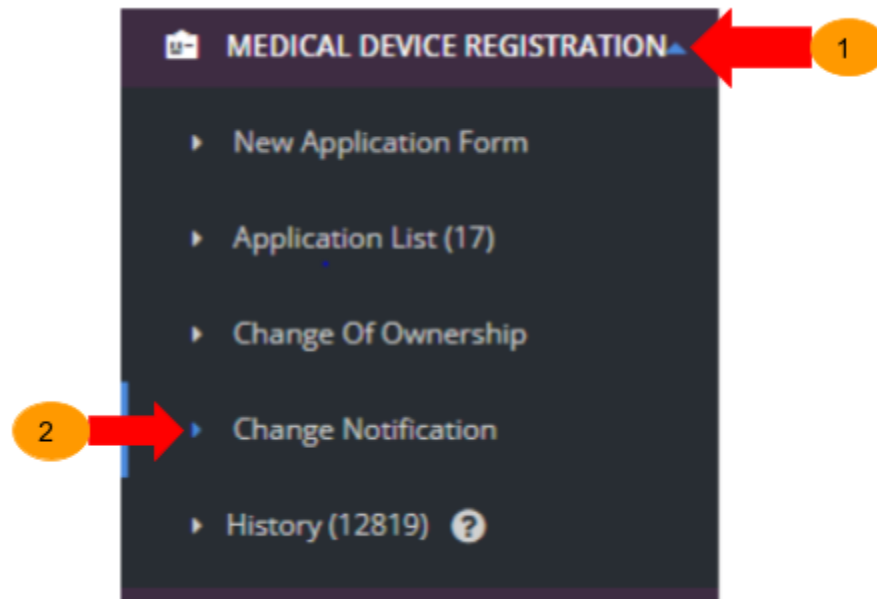 MEDICAL DEVICE REGISTRATION 1
New Application Form
Application List (17)
Change Of Ownership
2 Change Notification
History (12819) ?